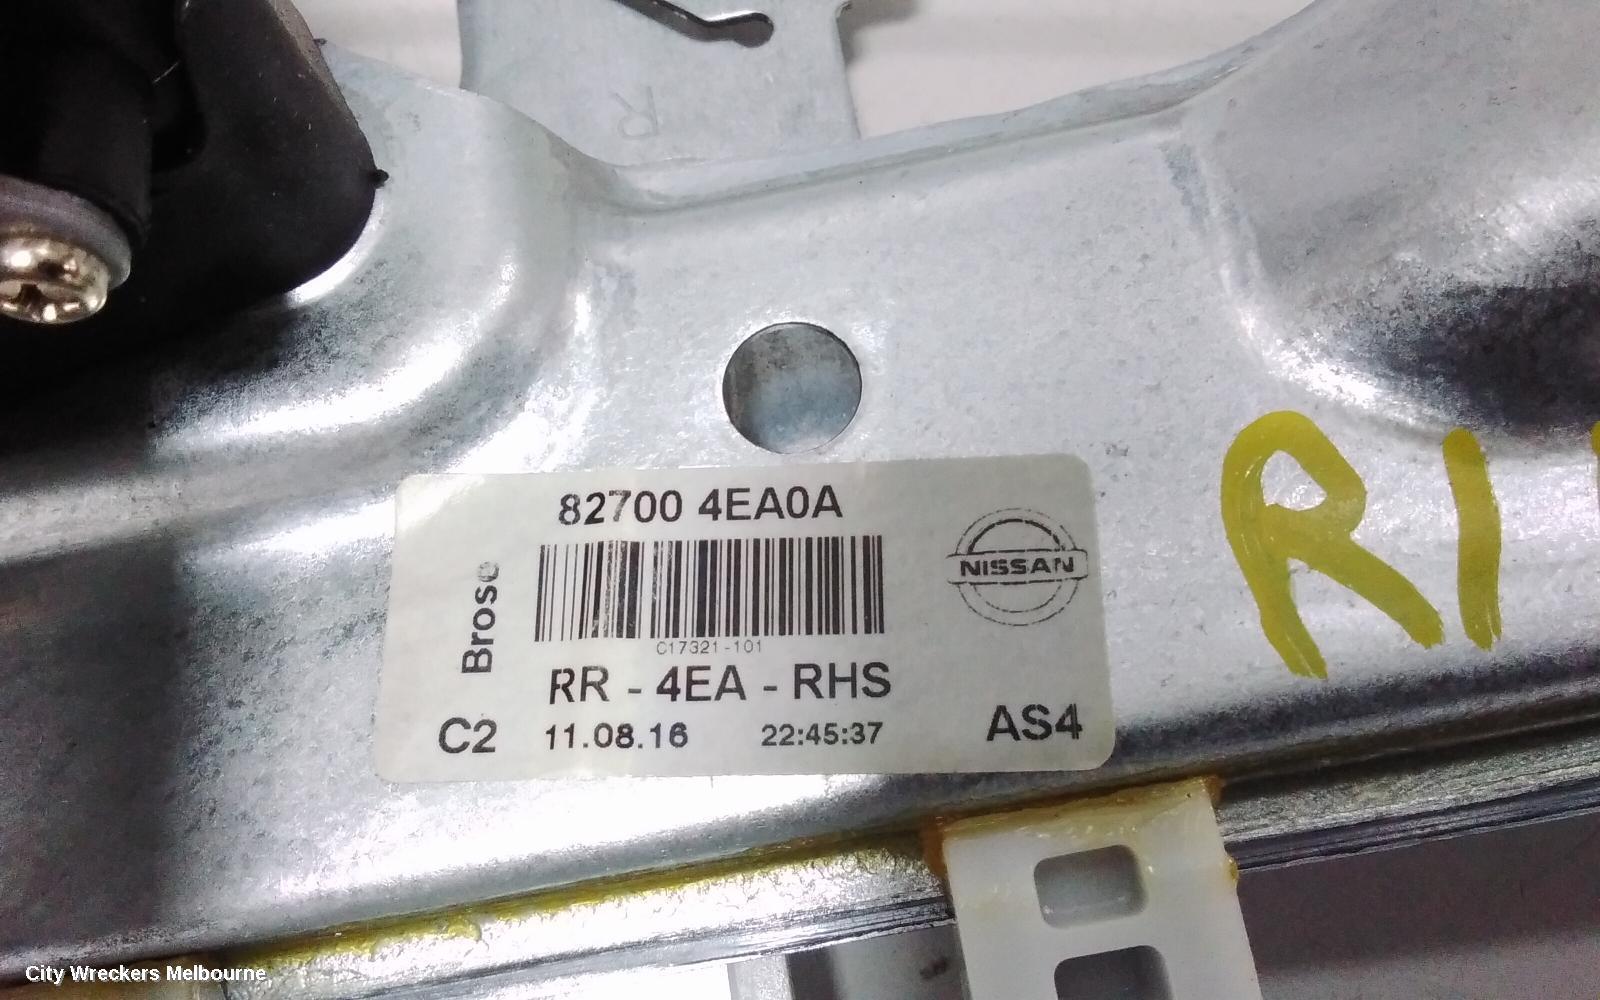 R
82700 4EA0A
Brose
NISSAN
C17321-101
RR - 4EA - RHS
C2 11.08.16 22:45:37 AS4
R1
City Wreckers Melbourne